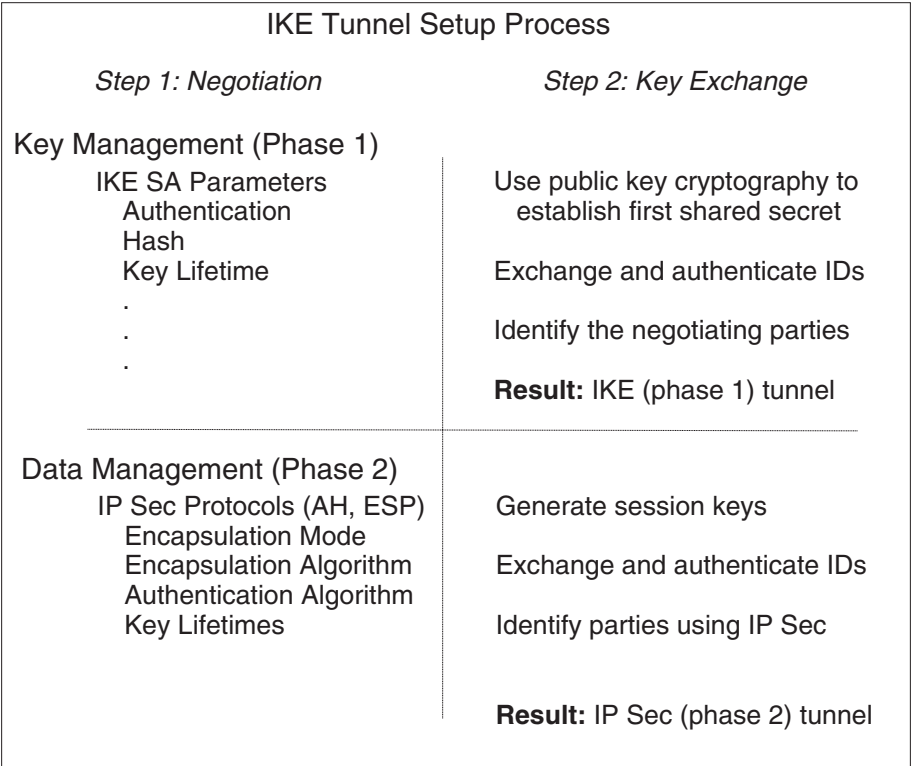 IKE Tunnel Setup Process
Step 1: Negotiation
Step 2: Key Exchange
Key Management (Phase 1)
IKE SA Parameters
Authentication
Hash
Key Lifetime
.
.
.
Use public key cryptography to
establish first shared secret
Exchange and authenticate IDs
Identify the negotiating parties
Result: IKE (phase 1) tunnel
Data Management (Phase 2)
IP Sec Protocols (AH, ESP)
Encapsulation Mode
Encapsulation Algorithm
Authentication Algorithm
Key Lifetimes
Generate session keys
Exchange and authenticate IDs
Identify parties using IP Sec
Result: IP Sec (phase 2) tunnel